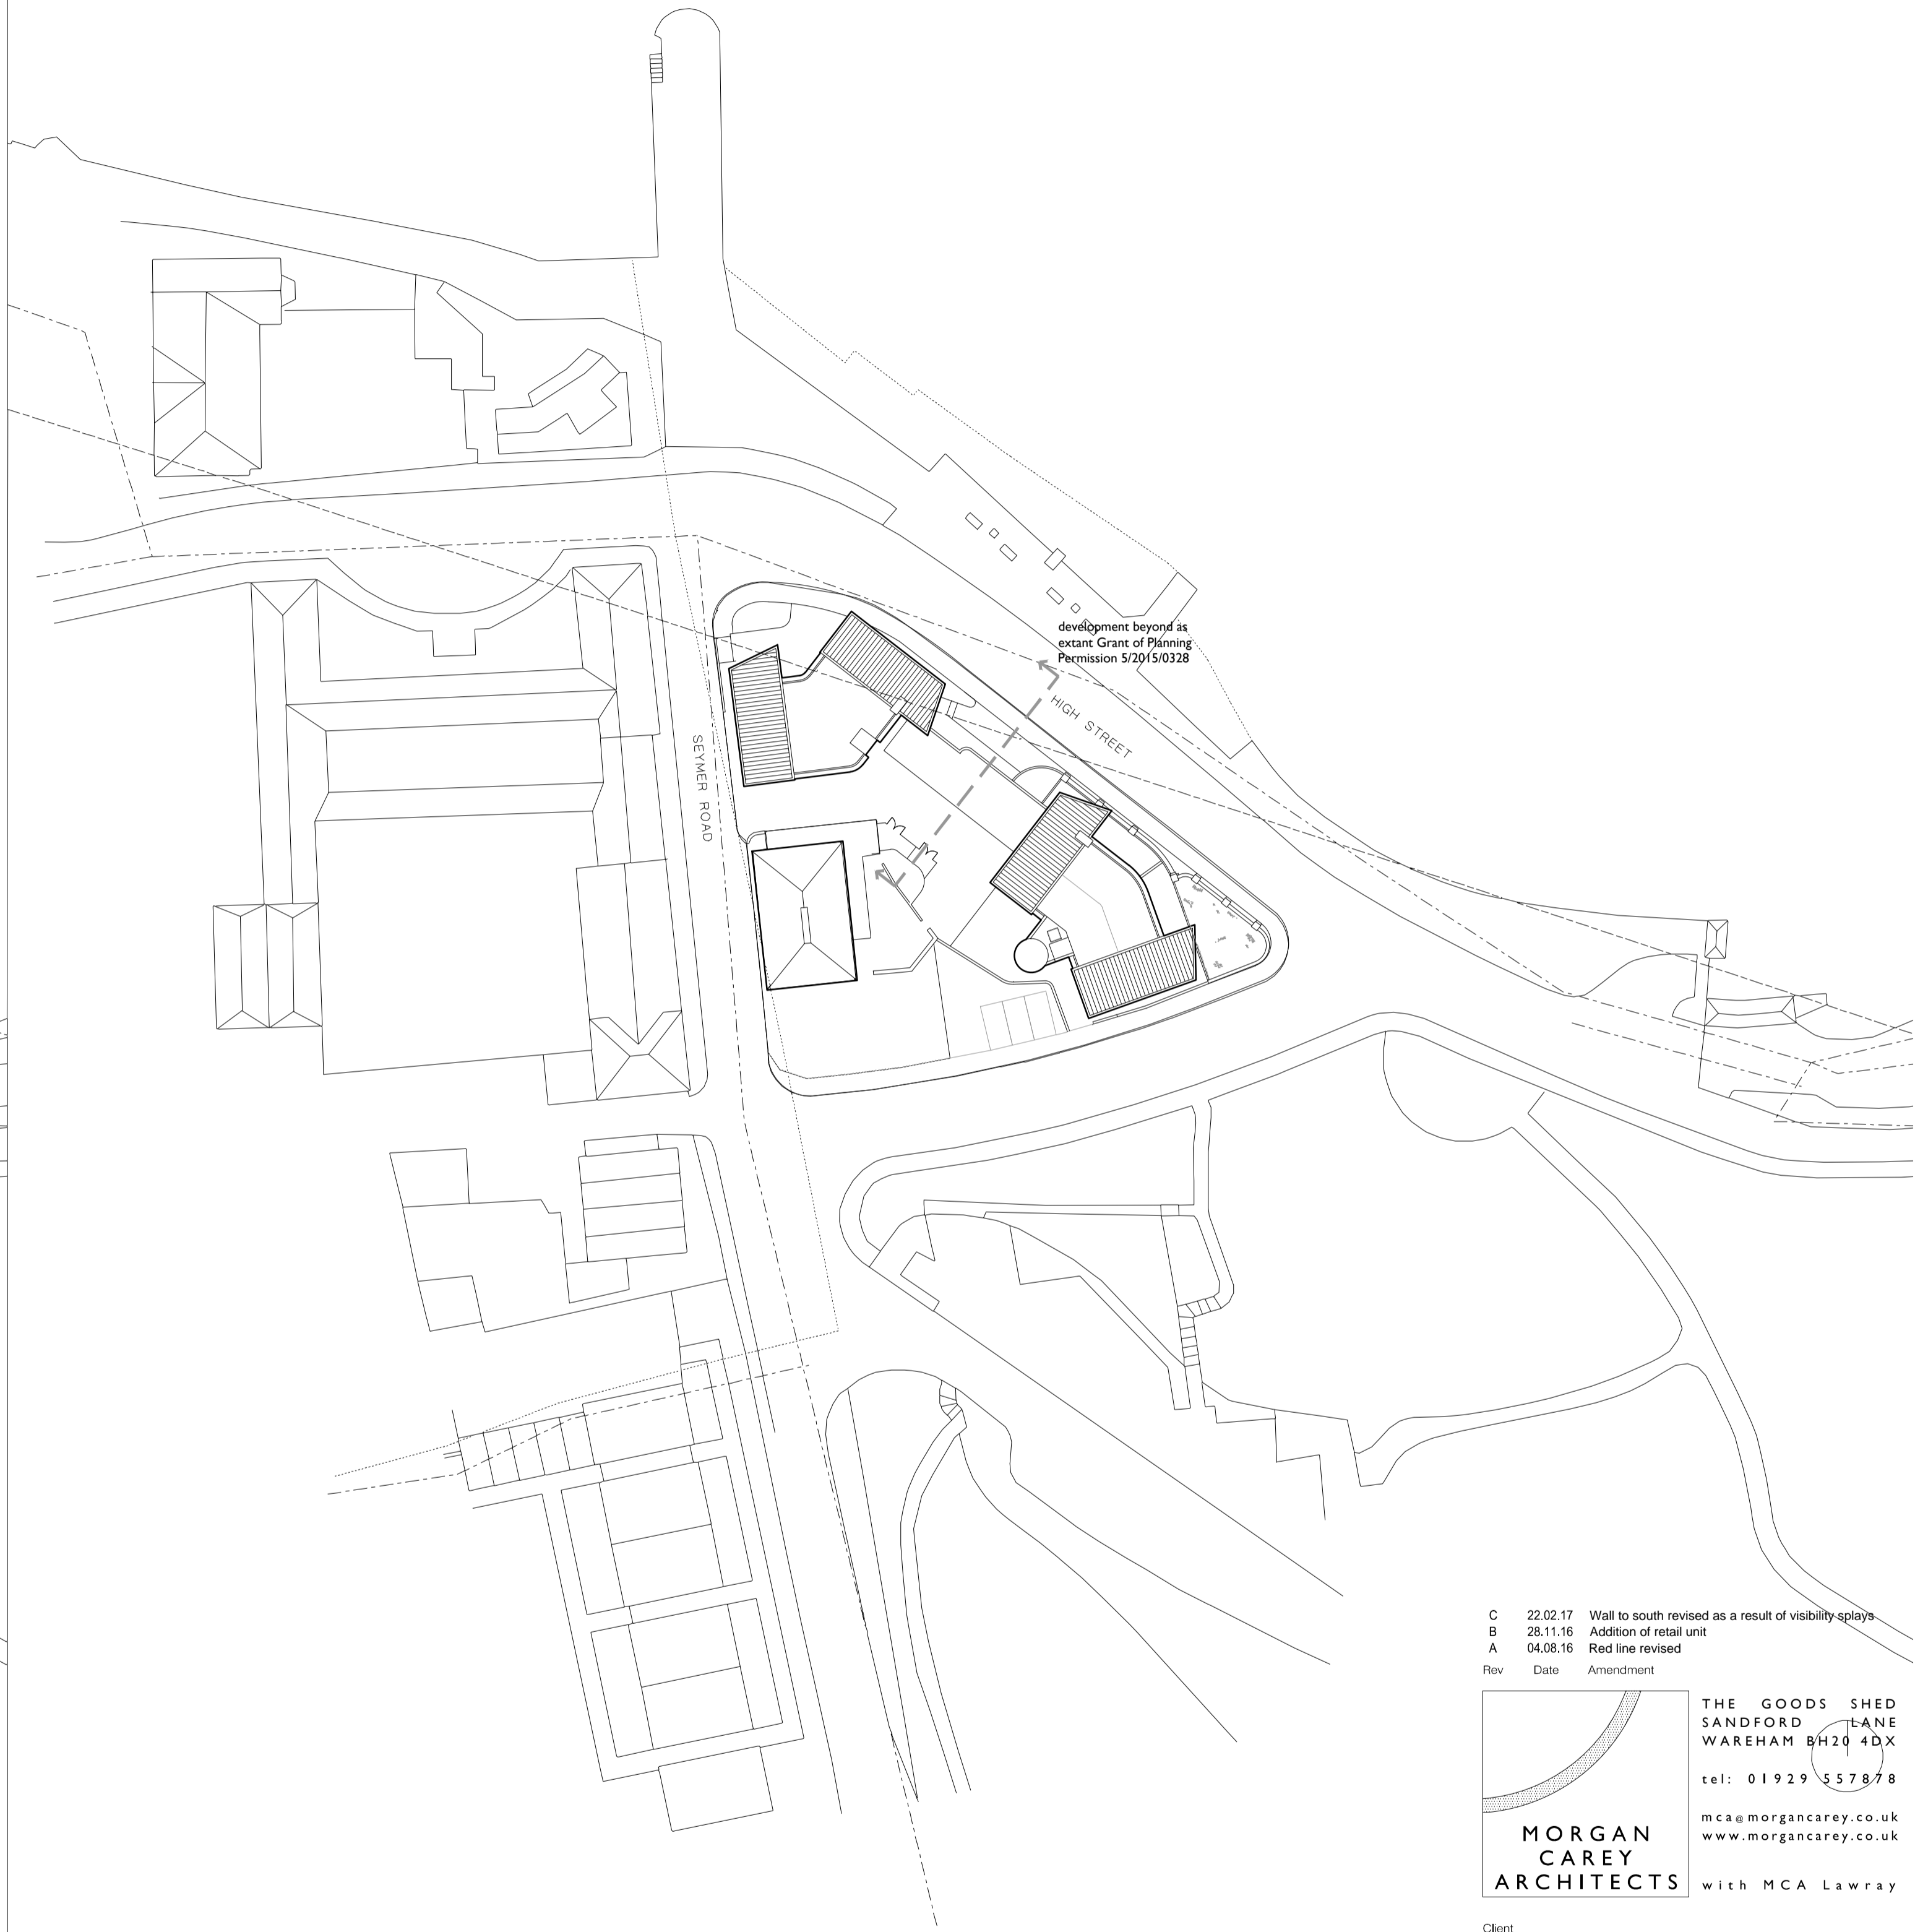 development beyond as
extant Grant of Planning
Permission 5/2015/0328
HIGH STREET
SEYMER ROAD
C 22.02.17 Wall to south revised as a result of visibility splays
B 28.11.16 Addition of retail unit
A 04.08.16 Red line revised
Rev Date Amendment
MORGAN
CAREY
ARCHITECTS
THE GOODS SHED
SANDFORD LANE
WAREHAM BH20 4DX
tel: 01929 557878
mca@morgancarey.co.uk
www.morgancarey.co.uk
with MCA Lawray
Client